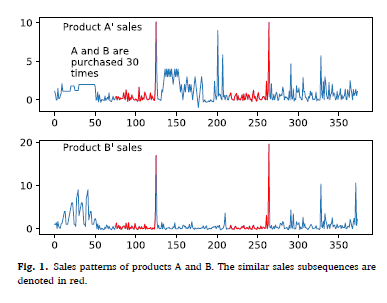 Product A' sales
A and B are
purchased 30
times
10
5
0
0 50 100 150 200 250 300 350
Product B' sales
20
10
0
0 50 100 150 200 250 300 350
Fig. 1. Sales patterns of products A and B. The similar sales subsequences are
denoted in red.